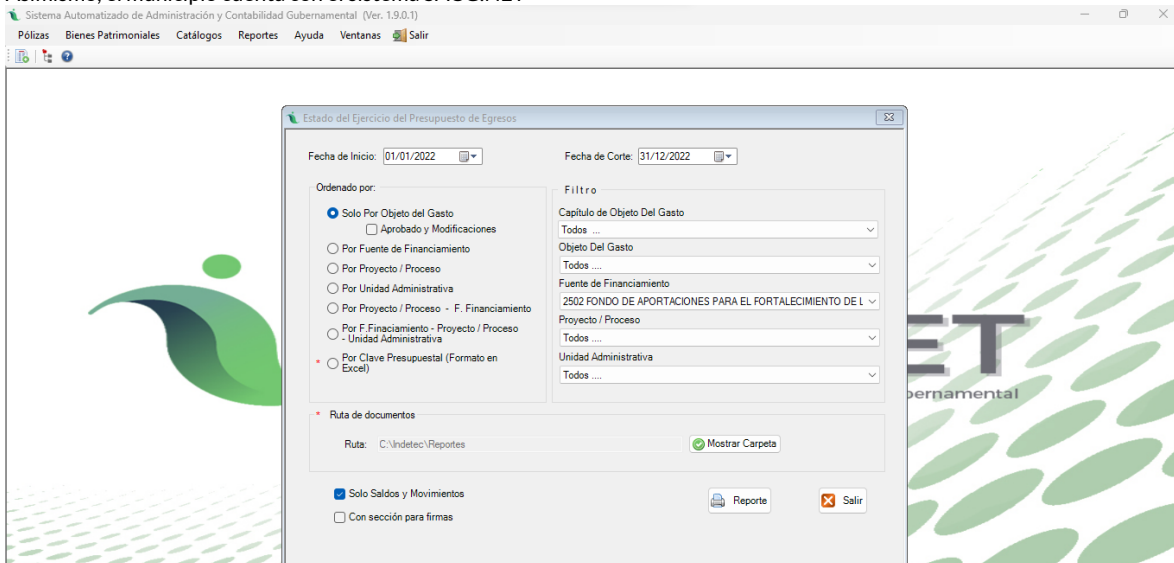 Sistema Automatizado de Administración y Contabilidad Gubernamental (Ver. 1.9.0.1)
Pólizas Bienes Patrimoniales Catálogos Reportes Ayuda Ventanas Salir
Estado del Ejercicio del Presupuesto de Egresos
Fecha de Inicio: 01/01/2022 Fecha de Corte: 31/12/2022
Ordenado por:
Solo Por Objeto del Gasto
Aprobado y Modificaciones
Por Fuente de Financiamiento
Por Proyecto / Proceso
Por Unidad Administrativa
Por Proyecto / Proceso - F. Financiamiento
Por F.Finaciamiento - Proyecto / Proceso
- Unidad Administrativa
* Por Clave Presupuestal (Formato en
Excel)
Filtro
Capítulo de Objeto Del Gasto
Todos ...
Objeto Del Gasto
Todos ....
Fuente de Financiamiento
2502 FONDO DE APORTACIONES PARA EL FORTALECIMIENTO DE L
Proyecto / Proceso
Todos ....
Unidad Administrativa
Todos ....
* Ruta de documentos
Ruta: C:\Indetec\Reportes Mostrar Carpeta
Solo Saldos y Movimientos
Con sección para firmas
Reporte Salir
ET
bernamental